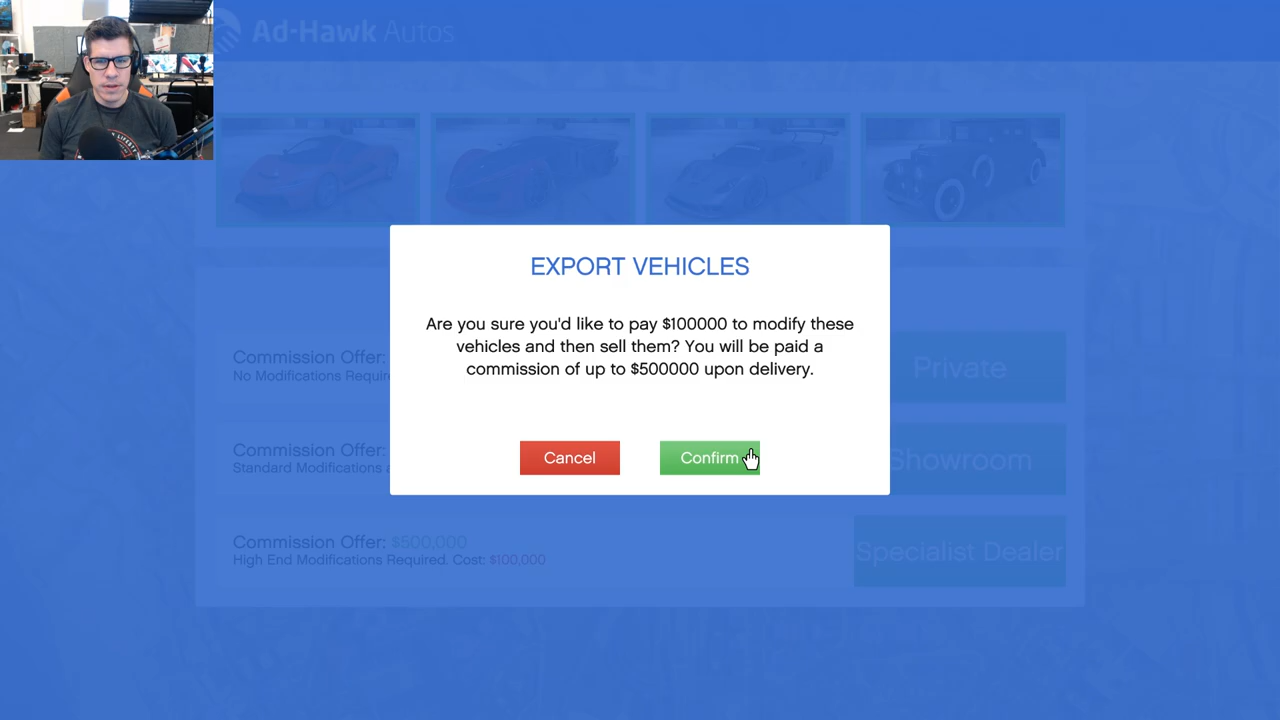 Ad-Hawk Autos
EXPORT VEHICLES
Are you sure you'd like to pay $100000 to modify these
vehicles and then sell them? You will be paid a
commission of up to $500000 upon delivery.
Cancel
Confirm
Commission Offer:
No Modifications Require
Private
Commission Offer:
Standard Modifications a
Showroom
Commission Offer: $500,000
High End Modifications Required. Cost: $100,000
Specialist Dealer